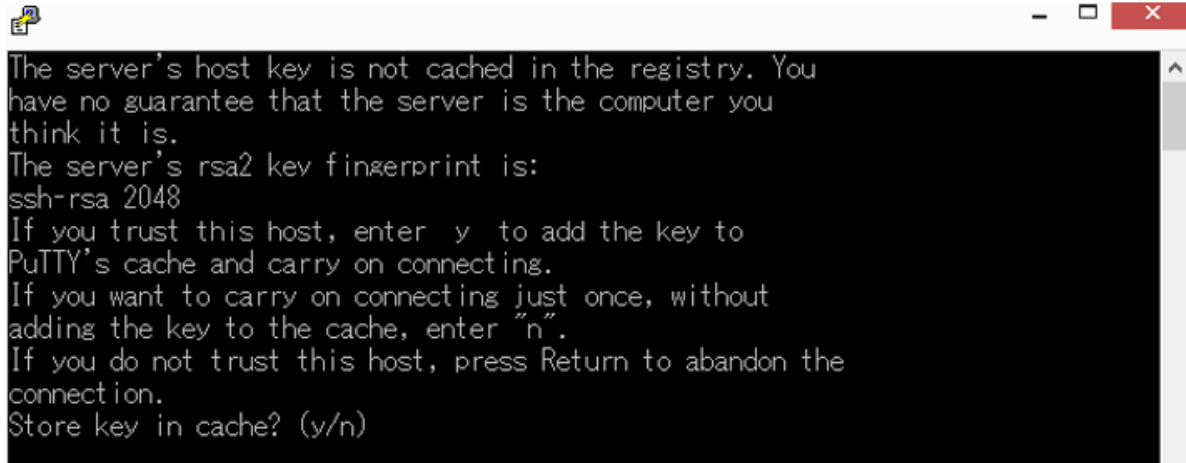 The server's host key is not cached in the registry. You
have no guarantee that the server is the computer you
think it is.
The server's rsa2 key fingerprint is:
ssh-rsa 2048
If you trust this host, enter y to add the key to
PuTTY's cache and carry on connecting.
If you want to carry on connecting just once, without
adding the key to the cache, enter "n".
If you do not trust this host, press Return to abandon the
connection.
Store key in cache? (y/n)